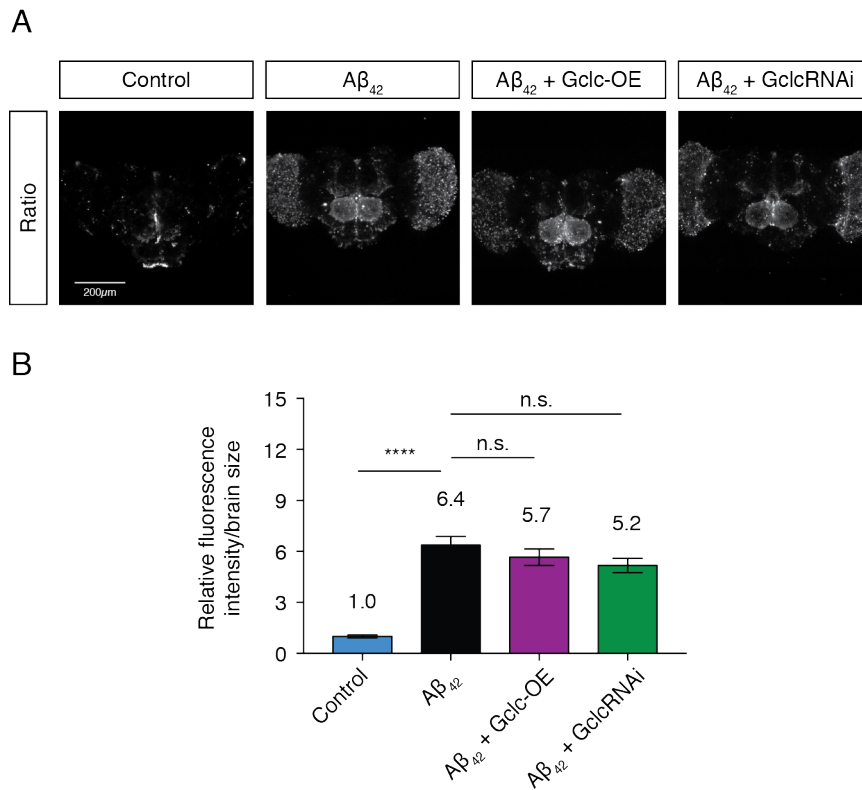 A
Control
Aβ42
Aβ42 + Gclc-OE
Aβ42 + GclcRNAi
Ratio
200µm
B
Relative fluorescence
intensity/brain size
15
12
9
6
3
0
n.s.
n.s.
****
1.0
6.4
5.7
5.2
Control
Aβ42
Aβ42 + Gclc-OE
Aβ42 + GclcRNAi